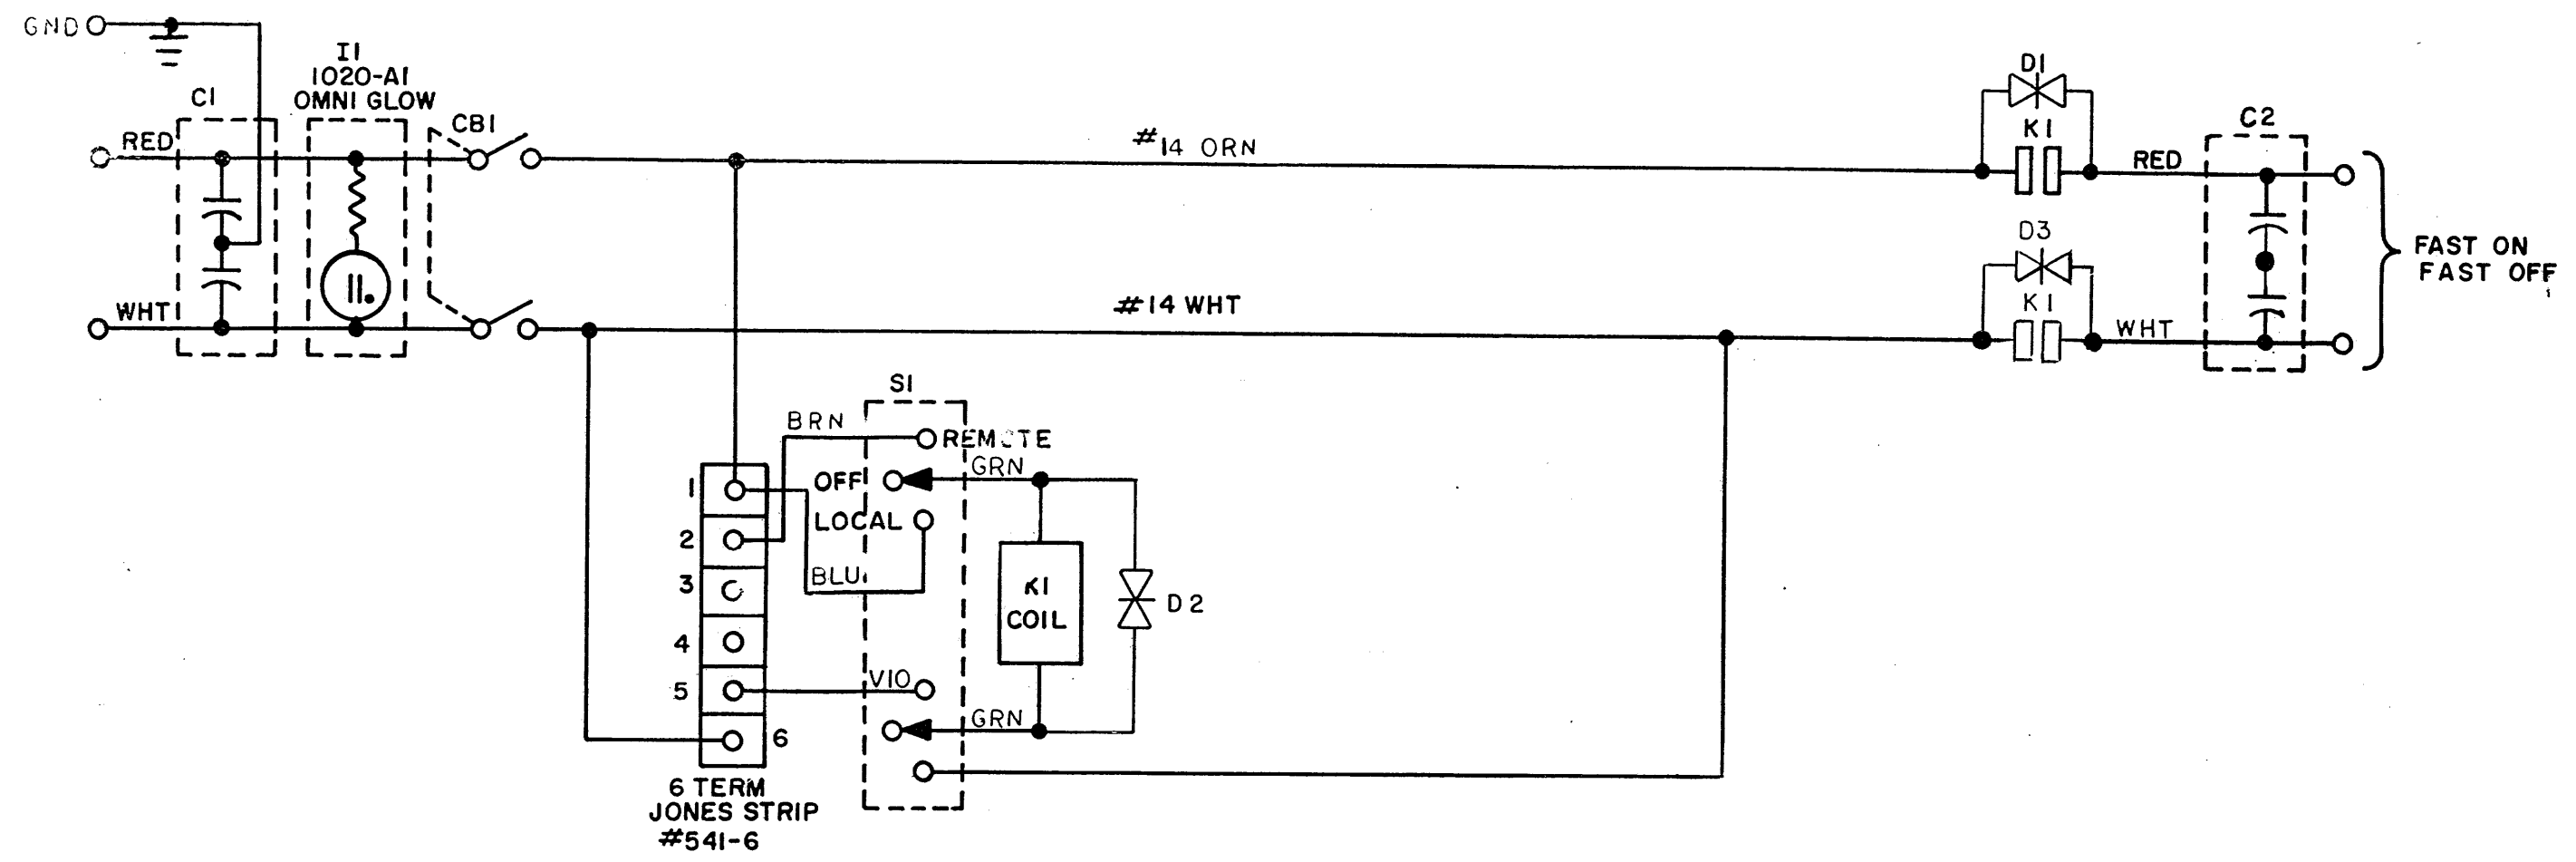 GND
I1
1020-A1
OMNI GLOW
C1
RED
CB1
#14 ORN
D1
K1
RED
C2
D3
K1
WHT
FAST ON
FAST OFF
WHT
#14 WHT
S1
BRN
REMOTE
GRN
OFF
LOCAL
BLU
1
2
3
4
5
6
K1
COIL
D2
VIO
GRN
6 TERM
JONES STRIP
#541-6